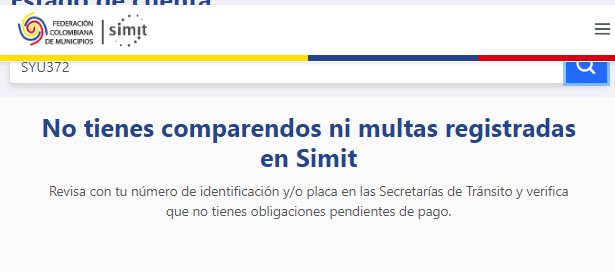 Estado de cuenta
FEDERACIÓN
COLOMBIANA
DE MUNICIPIOS
simit
SYU372
No tienes comparendos ni multas registradas
en Simit
Revisa con tu número de identificación y/o placa en las Secretarías de Tránsito y verifica
que no tienes obligaciones pendientes de pago.